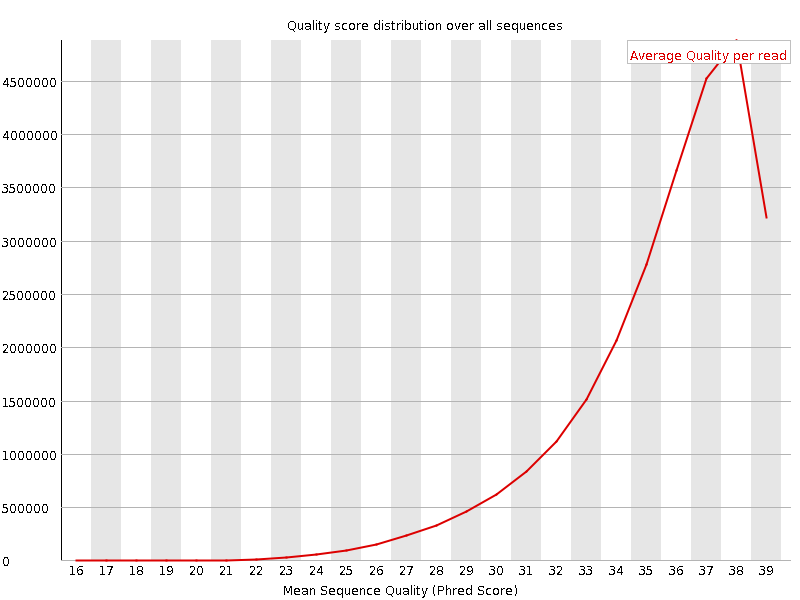 Quality score distribution over all sequences
Average Quality per read
4500000
4000000
3500000
3000000
2500000
2000000
1500000
1000000
500000
0
16 17 18 19 20 21 22 23 24 25 26 27 28 29 30 31 32 33 34 35 36 37 38 39
Mean Sequence Quality (Phred Score)